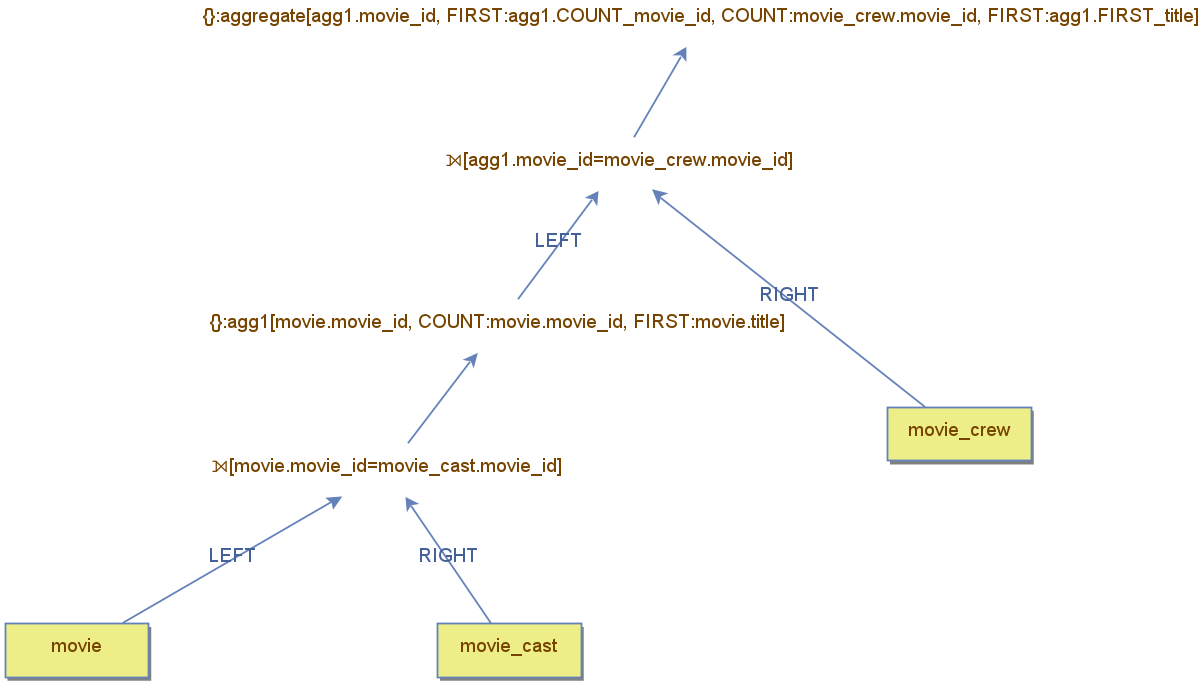 {}:aggregate[agg1.movie_id, FIRST:agg1.COUNT_movie_id, COUNT:movie_crew.movie_id, FIRST:agg1.FIRST_title]
⟕[agg1.movie_id=movie_crew.movie_id]
LEFT
RIGHT
{}:agg1[movie.movie_id, COUNT:movie.movie_id, FIRST:movie.title]
movie_crew
⟕[movie.movie_id=movie_cast.movie_id]
LEFT
RIGHT
movie
movie_cast